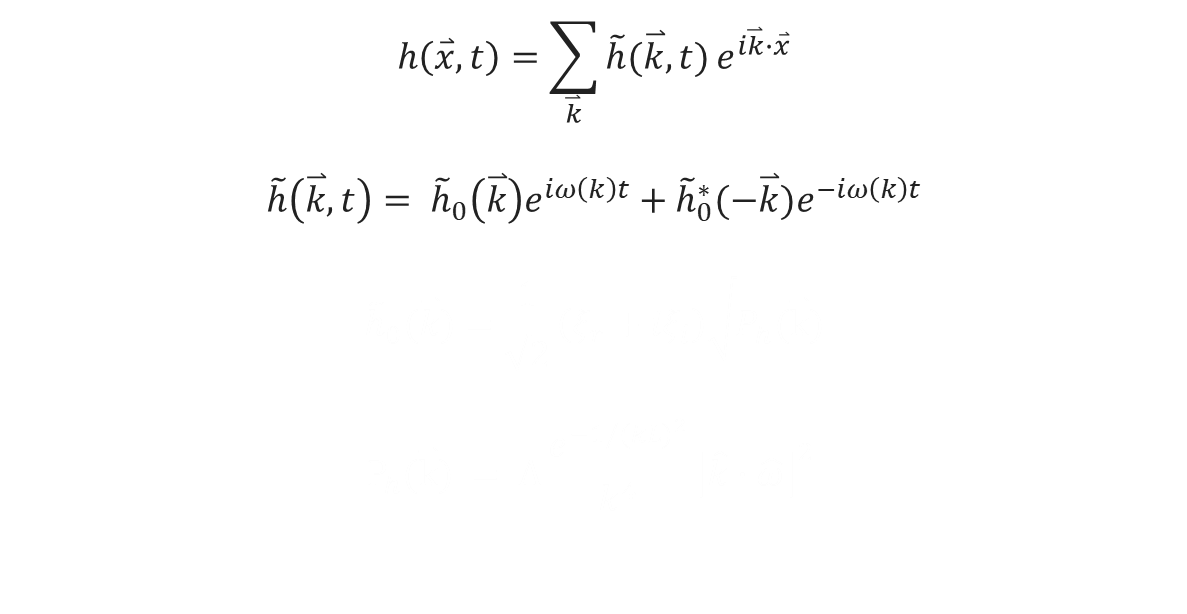 h(x⃗, t) = ∑_k⃗ h̃(k⃗, t) e^{ik⃗·x⃗}
h̃(k⃗, t) = h̃₀(k⃗)e^{iω(k)t} + h̃₀*(−k⃗)e^{−iω(k)t}